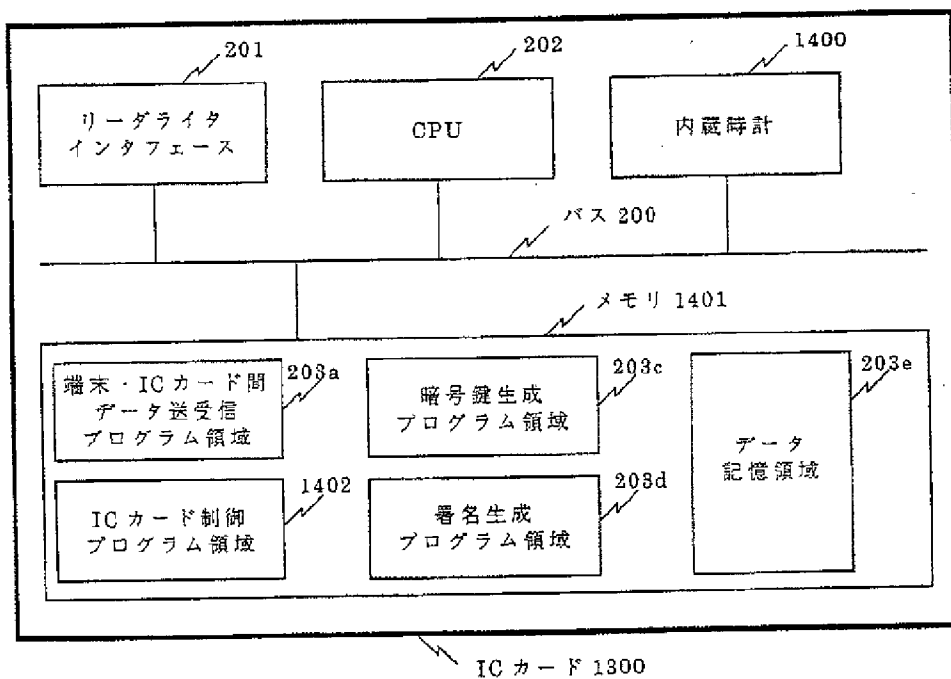 201
202
1400
リーダライタ
インタフェース
CPU
内蔵時計
バス 200
メモリ 1401
端末・ICカード間
データ送受信
プログラム領域
203a
暗号鍵生成
プログラム領域
203c
データ
記憶領域
203e
ICカード制御
プログラム領域
1402
署名生成
プログラム領域
203d
ICカード 1300